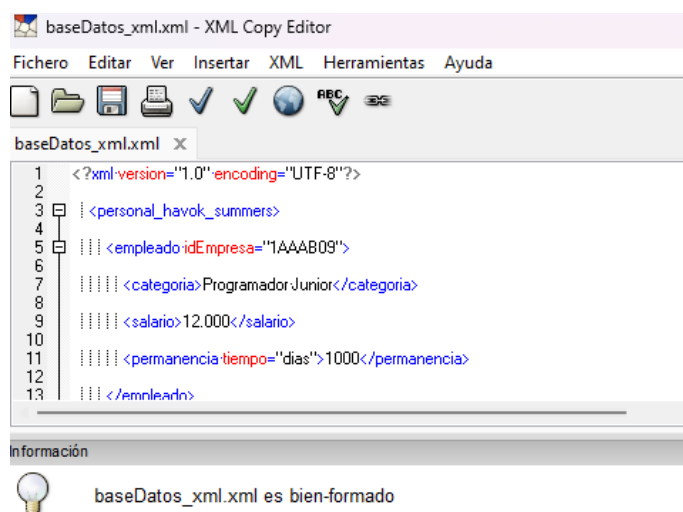 baseDatos_xml.xml - XML Copy Editor
Fichero Editar Ver Insertar XML Herramientas Ayuda
ABC
baseDatos_xml.xml X
1 <?xml version="1.0" encoding="UTF-8"?>
2
3 <personal_havok_summers>
4
5 <empleado idEmpresa="1AAAB09">
6
7 <categoria>Programador Junior</categoria>
8
9 <salario>12.000</salario>
10
11 <permanencia tiempo="dias">1000</permanencia>
12
13 </empleado>
Información
baseDatos_xml.xml es bien-formado